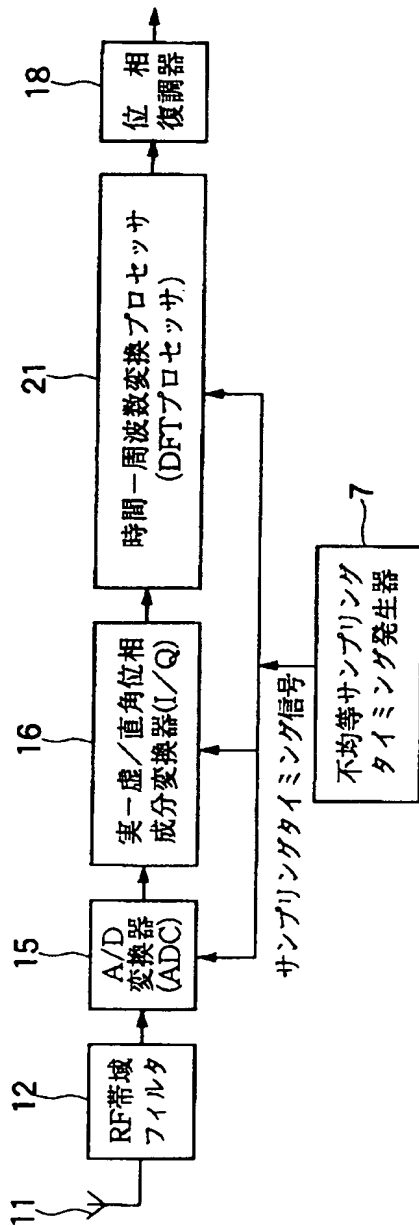 11
12
RF帯域
フィルタ
15
A/D
変換器
(ADC)
16
実－虚／直角位相
成分変換器(I/Q)
21
時間－周波数変換プロセッサ
(DFTプロセッサ)
18
位 相
復調器
サンプリングタイミング信号
7
不均等サンプリング
タイミング発生器